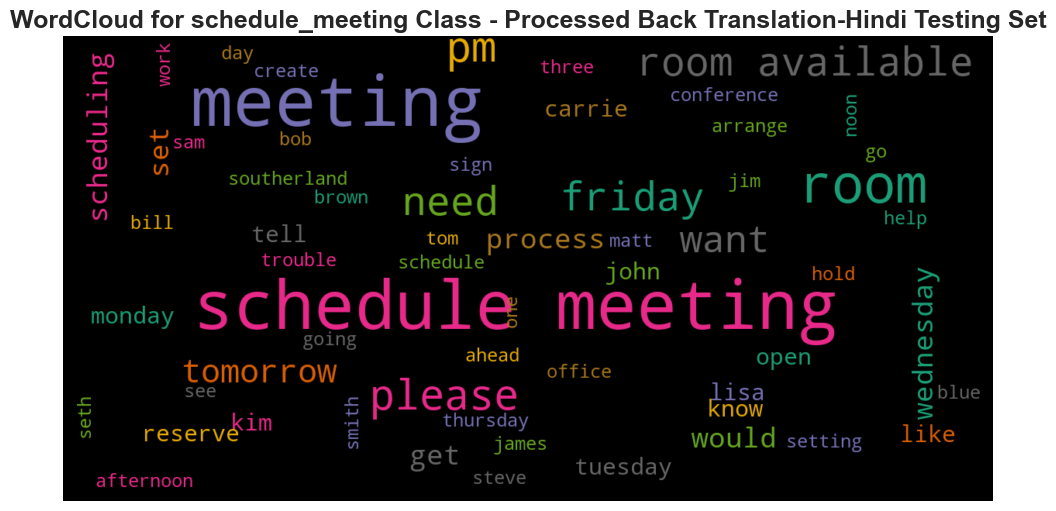 WordCloud for schedule_meeting Class - Processed Back Translation-Hindi Testing Set
day
pm
work
create
three
room available
scheduling
meeting
conference
carrie
noon
set
sam
bob
arrange
sign
go
southerland
brown
need
friday
jim
room
bill
help
tell
tom
process
matt
want
trouble
schedule
john
hold
monday
schedule meeting
one
wednesday
going
ahead
open
tomorrow
office
see
please
lisa
blue
seth
kim
smith
thursday
know
reserve
james
would
setting
like
get
tuesday
afternoon
steve